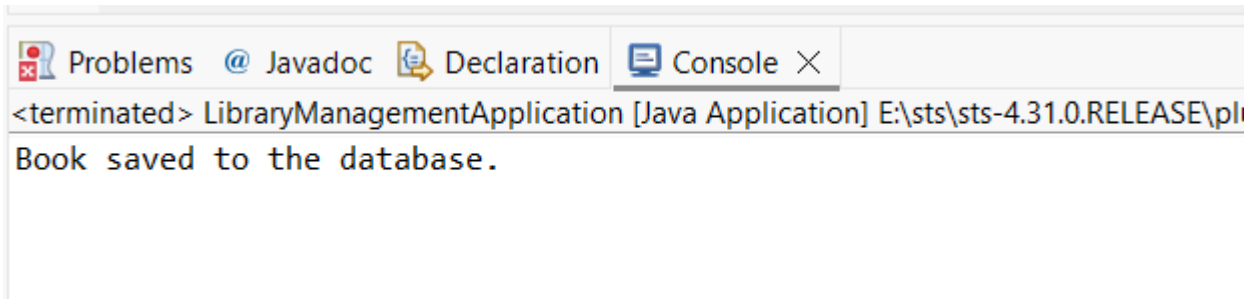 Problems @ Javadoc Declaration Console
<terminated> LibraryManagementApplication [Java Application] E:\sts\sts-4.31.0.RELEASE\plu
Book saved to the database.